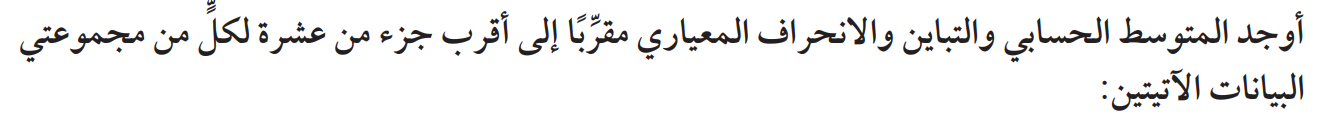 أوجد المتوسط الحسابي والتباين والانحراف المعياري مقرِّبًا إلى أقرب جزء من عشرة لكلٍّ من مجموعتي
البيانات الآتيتين: